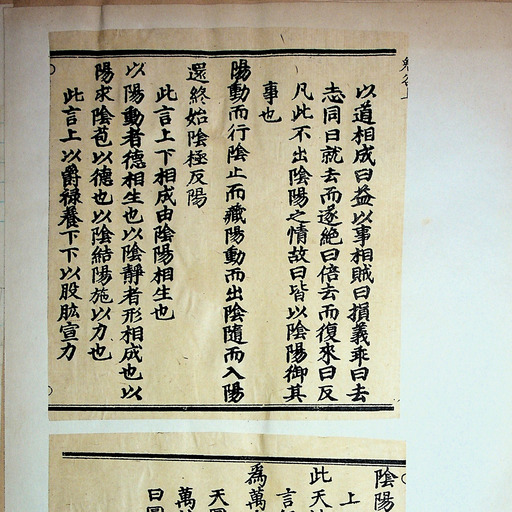 以道相成曰益以事相賊曰損義乖曰去
志同曰就去而遂絕曰倍去而復來曰反
凡此不出陰陽之情故曰皆以陰陽御其
事也
陽動而行陰止而藏陽動而出陰隨而入陽
還終始陰極反陽
此言上下相成由陰陽相生也
以陽動者德相生也以陰靜者形相成也以
陽求陰苞以德也以陰結陽施以力也
此言上以爵祿養下下以股肱宣力
陰陽
上
此天
言
為萬
天圓
萬
曰圓